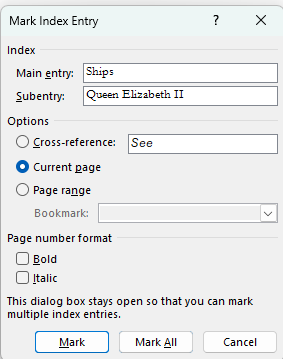 Mark Index Entry ? ×
Index
Main entry: Ships
Subentry: Queen Elizabeth II
Options
Cross-reference: See
Current page
Page range
Bookmark:
Page number format
Bold
Italic
This dialog box stays open so that you can mark
multiple index entries.
Mark Mark All Cancel